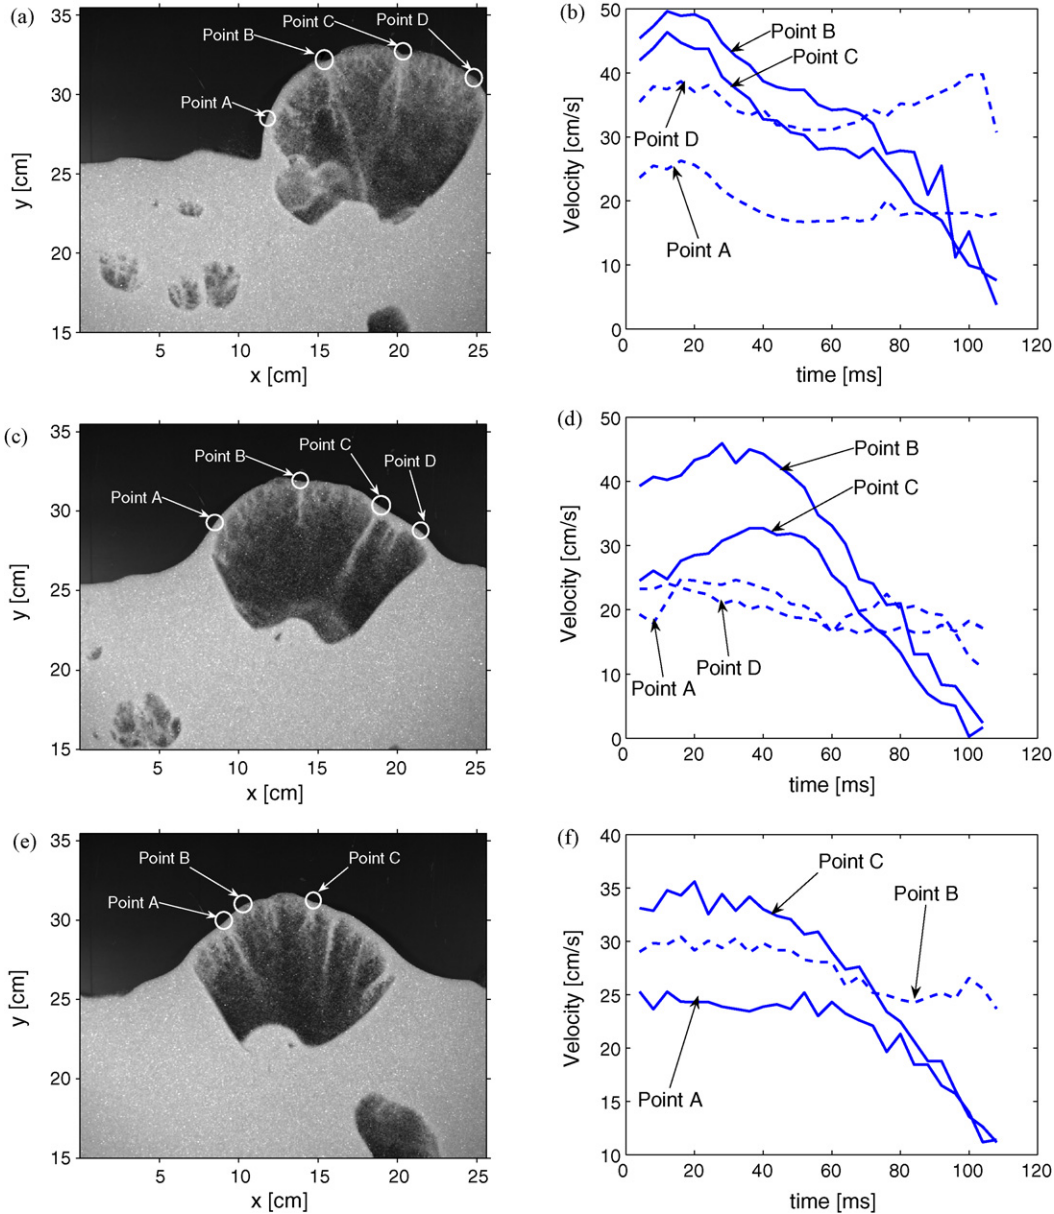 (a)
Point A
Point B
Point C
Point D
35
30
25
20
15
y [cm]
5
10
15
20
25
x [cm]
(b)
50
40
30
20
10
0
Velocity [cm/s]
Point B
Point C
Point D
Point A
0
20
40
60
80
100
120
time [ms]
(c)
Point A
Point B
Point C
Point D
35
30
25
20
15
y [cm]
5
10
15
20
25
x [cm]
(d)
50
40
30
20
10
0
Velocity [cm/s]
Point B
Point C
Point A
Point D
0
20
40
60
80
100
120
time [ms]
(e)
Point B
Point C
Point A
35
30
25
20
15
y [cm]
5
10
15
20
25
x [cm]
(f)
40
35
30
25
20
15
10
Velocity [cm/s]
Point C
Point B
Point A
0
20
40
60
80
100
120
time [ms]